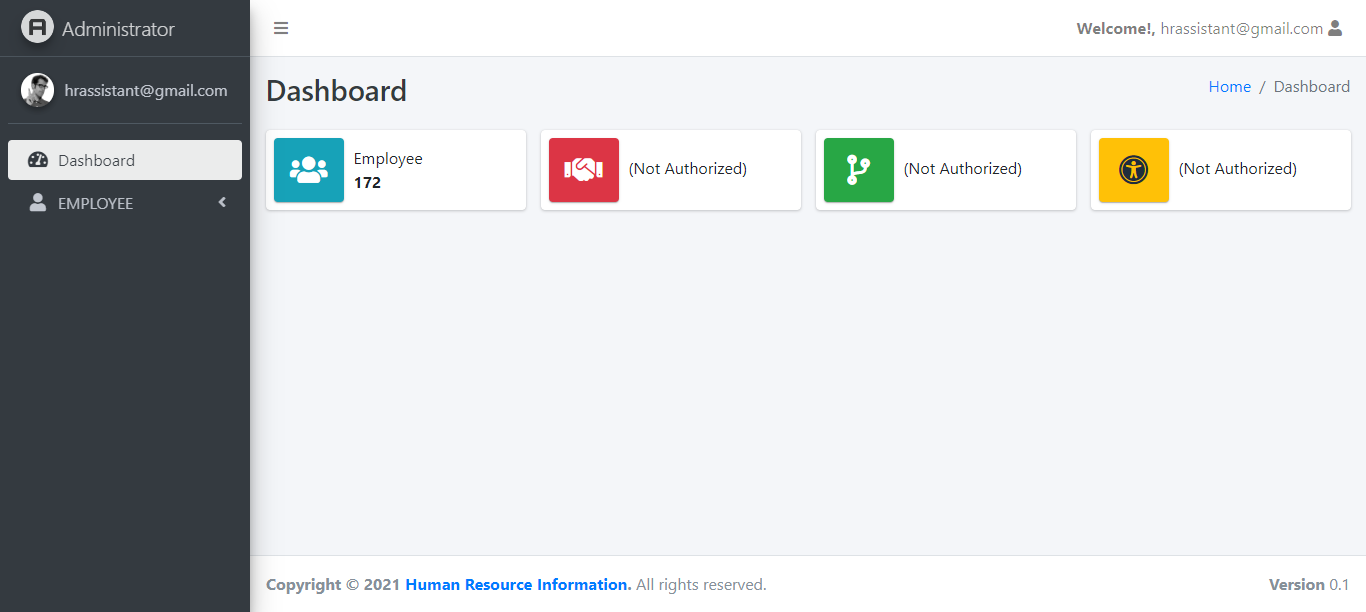 Administrator
Welcome!, hrassistant@gmail.com
hrassistant@gmail.com
Dashboard
EMPLOYEE
Dashboard
Home / Dashboard
Employee
172
(Not Authorized)
(Not Authorized)
(Not Authorized)
Copyright © 2021 Human Resource Information. All rights reserved.
Version 0.1